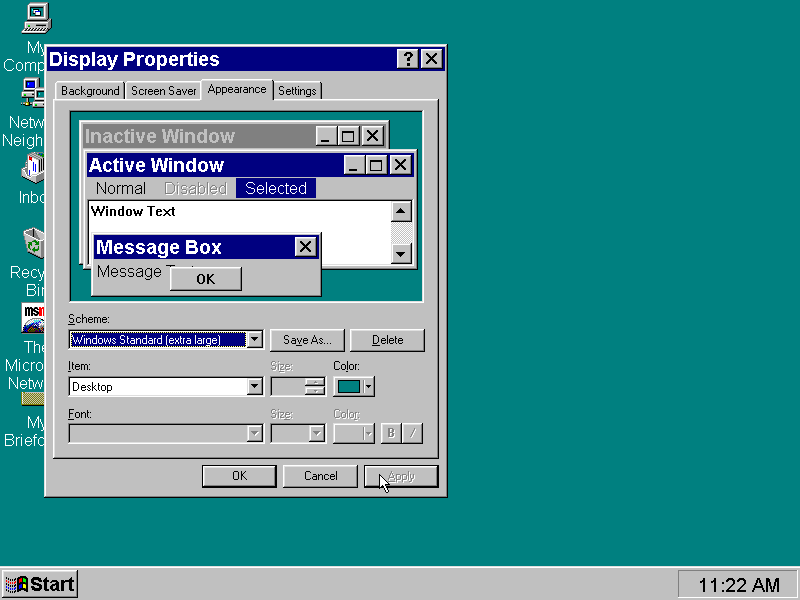 My
Comp
Netw
Neigh
Inbo
Recy
Bi
msn
The
Micro
Netw
My
Briefc
Display Properties
Background Screen Saver Appearance Settings
Inactive Window
Active Window
Normal Disabled Selected
Window Text
Message Box
Message T
OK
Scheme:
Windows Standard (extra large) Save As... Delete
Item: Size: Color:
Desktop
Font: Size: Color:
B /
OK Cancel Apply
Start 11:22 AM